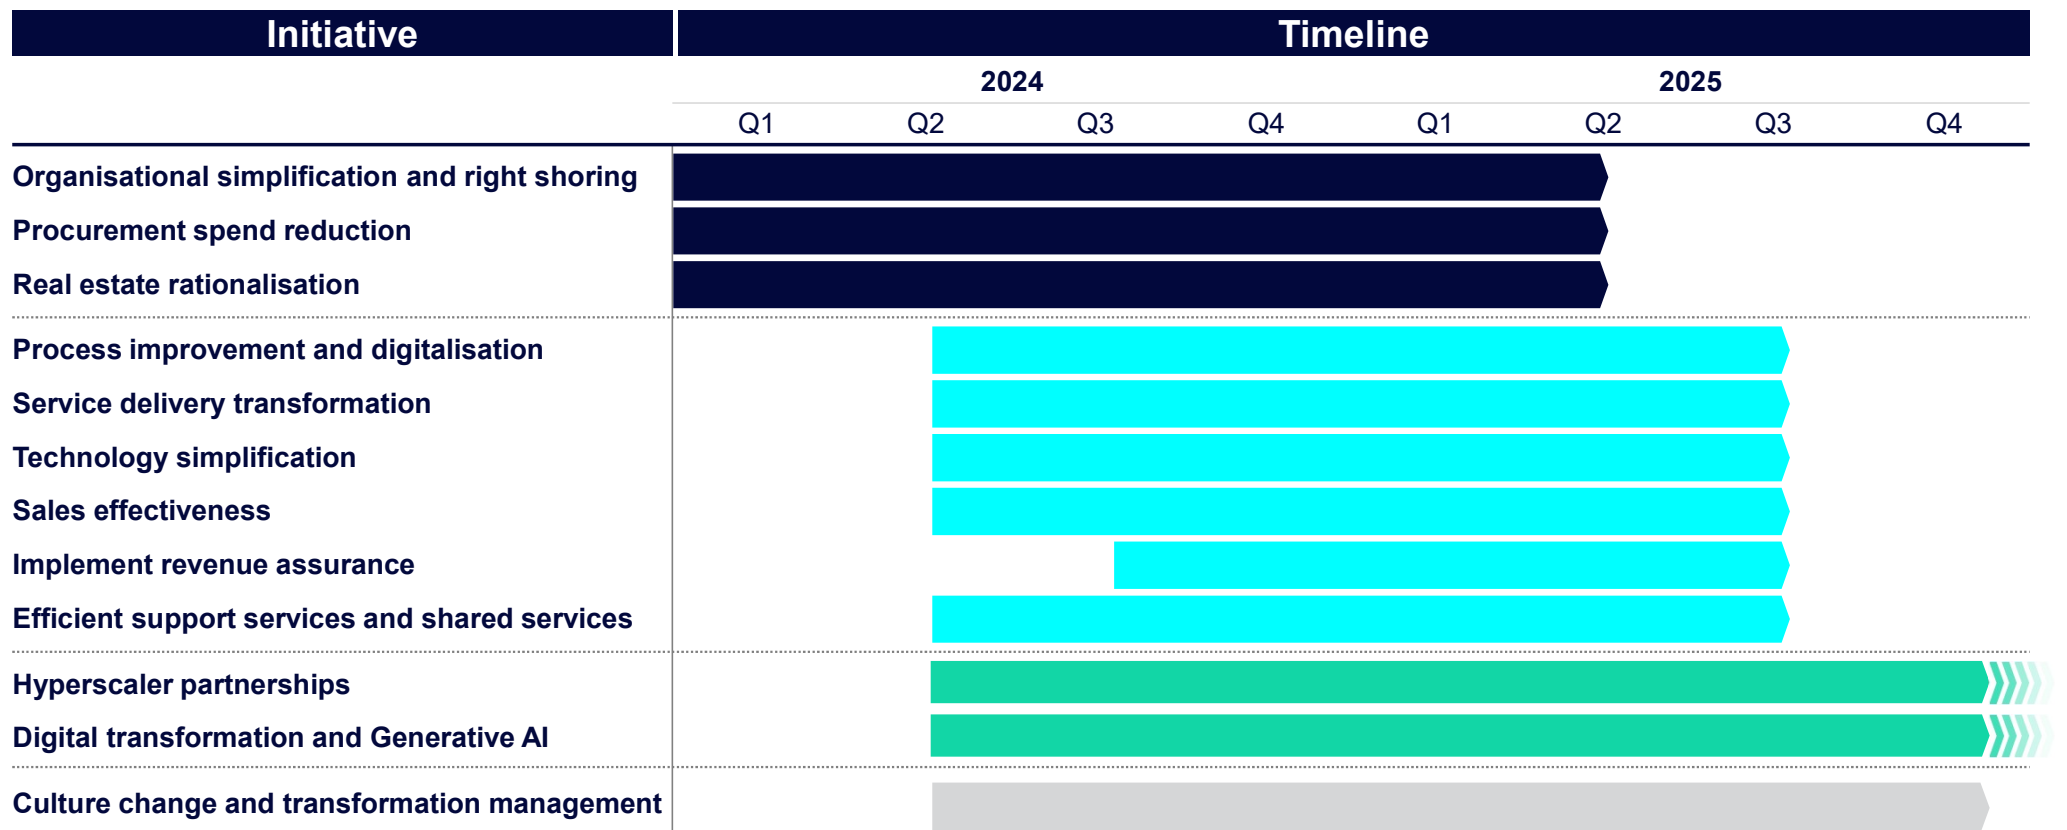 Initiative
Timeline
2024
2025
Q1 Q2 Q3 Q4 Q1 Q2 Q3 Q4
Organisational simplification and right shoring
Procurement spend reduction
Real estate rationalisation
Process improvement and digitalisation
Service delivery transformation
Technology simplification
Sales effectiveness
Implement revenue assurance
Efficient support services and shared services
Hyperscaler partnerships
Digital transformation and Generative AI
Culture change and transformation management